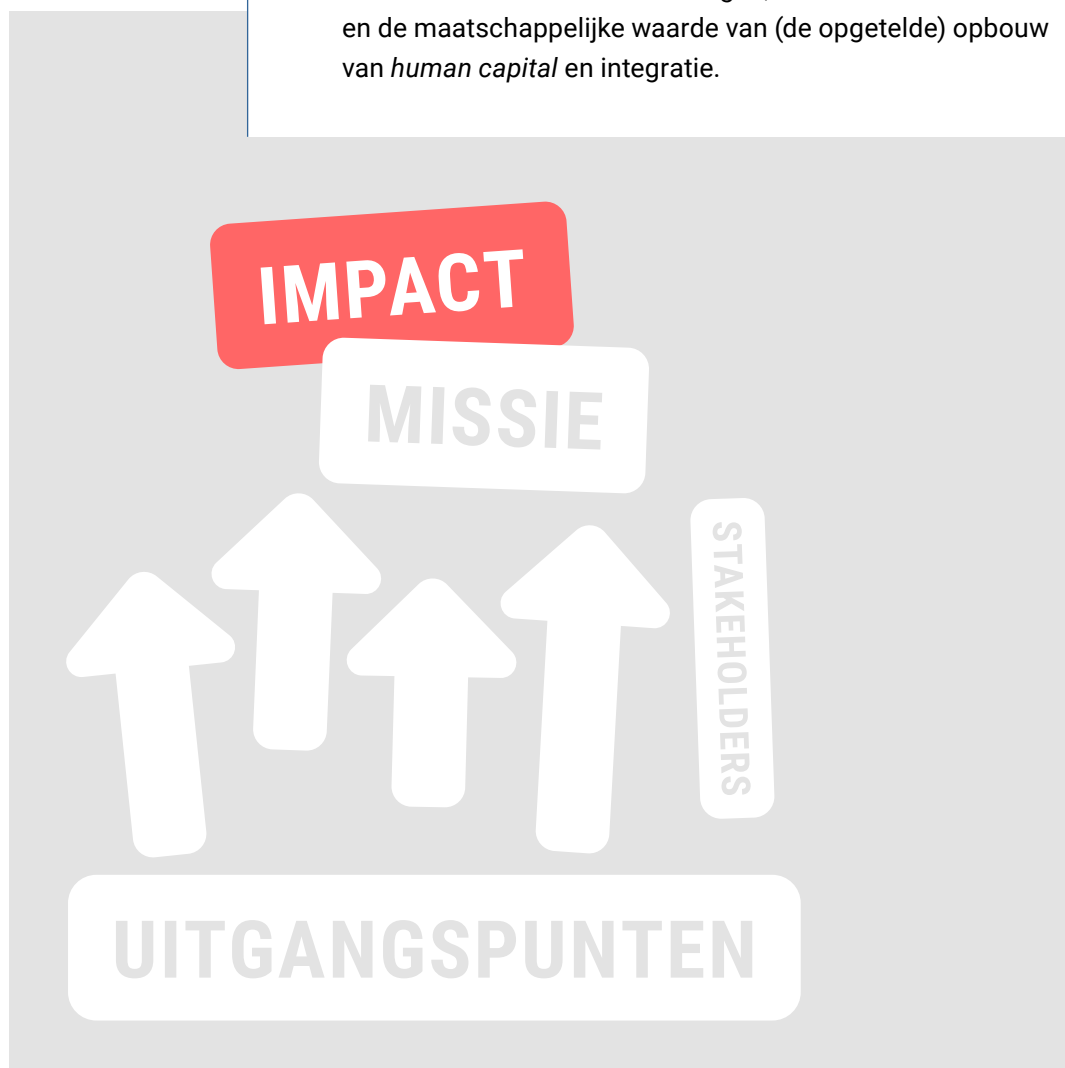 en de maatschappelijke waarde van (de opgetelde) opbouw
van human capital en integratie.
IMPACT
MISSIE
STAKEHOLDERS
UITGANGSPUNTEN